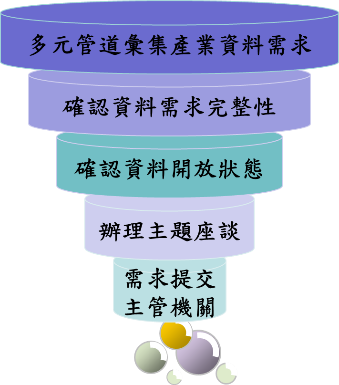 多元管道彙集產業資料需求
確認資料需求完整性
確認資料開放狀態
辦理主題座談
需求提交
主管機關